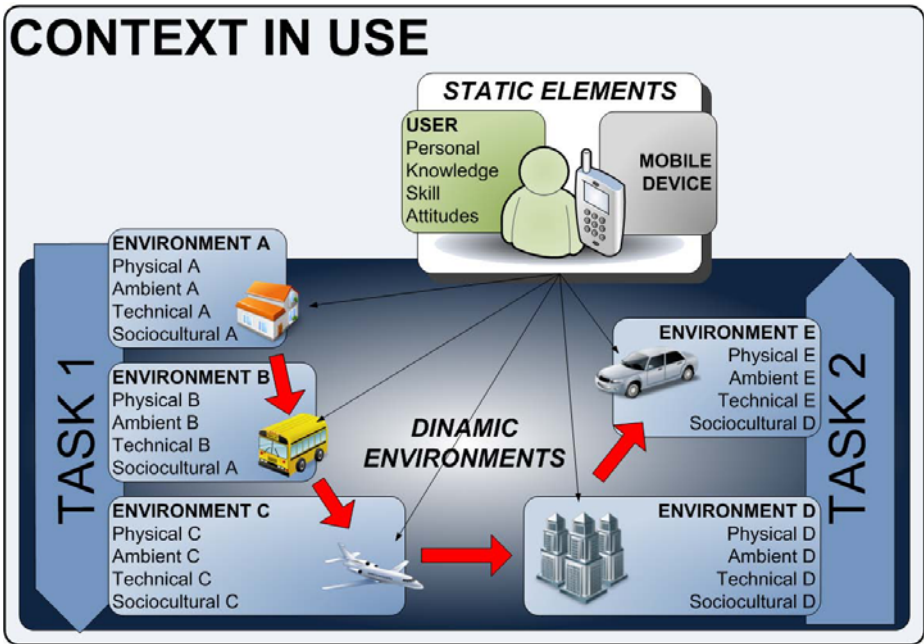 CONTEXT IN USE
STATIC ELEMENTS
USER
Personal
Knowledge
Skill
Attitudes
MOBILE
DEVICE
TASK 1
ENVIRONMENT A
Physical A
Ambient A
Technical A
Sociocultural A
ENVIRONMENT B
Physical B
Ambient B
Technical B
Sociocultural A
ENVIRONMENT C
Physical C
Ambient C
Technical C
Sociocultural C
DINAMIC
ENVIRONMENTS
ENVIRONMENT D
Physical D
Ambient D
Technical D
Sociocultural D
ENVIRONMENT E
Physical E
Ambient E
Technical E
Sociocultural D
TASK 2